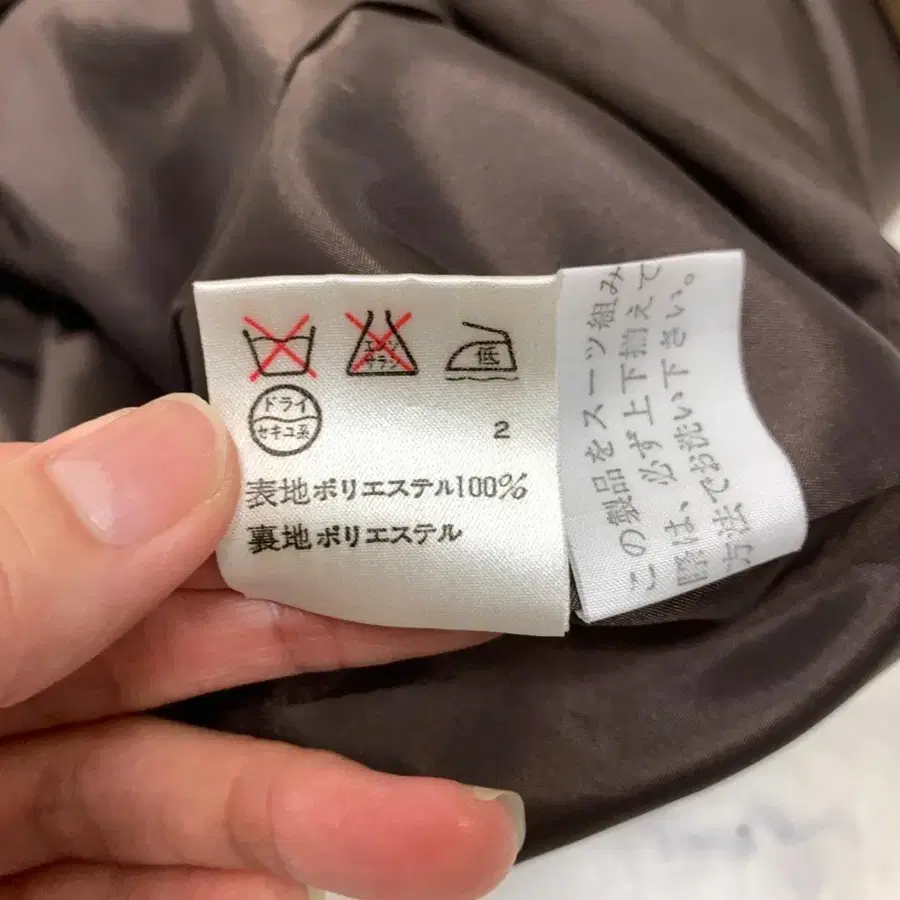 エンソ
サラシ
低
ドライ
セキユ系
2
表地ポリエステル100%
裏地ポリエステル
この製品をスーツ組み
際は、必ず上下揃えて
方法でお洗い下さい。